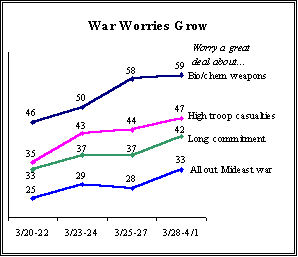 War Worries Grow
Worry a great
deal about...
58
59
Bio/chem weapons
50
46
47
High troop casualties
43
44
42
Long commitment
35
37
37
33
33
All out Mideast war
29
28
25
3/20-22 3/23-24 3/25-27 3/28-4/1